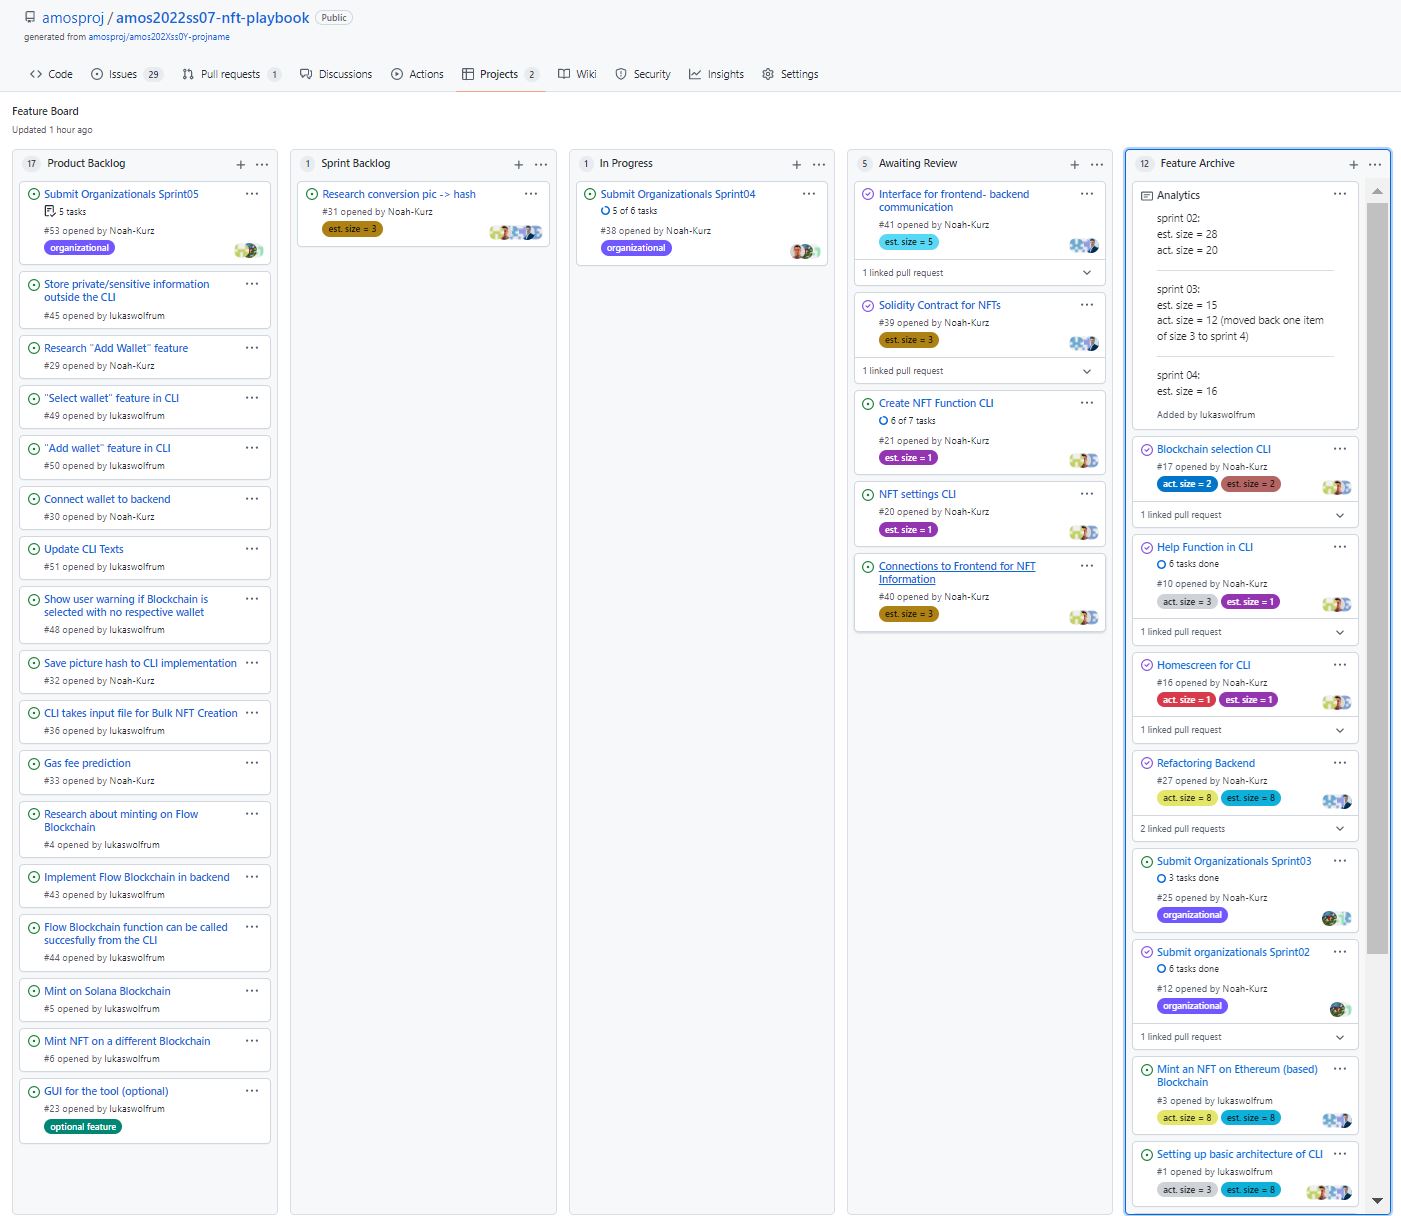 amosproj / amos2022ss07-nft-playbook Public
generated from amosproj/amos202Xss0Y-projname
Code Issues 29 Pull requests 1 Discussions Actions Projects 2 Wiki Security Insights Settings
Feature Board
Updated 1 hour ago
17 Product Backlog
Submit Organizationals Sprint05
5 tasks
#53 opened by Noah-Kurz
organizational
Store private/sensitive information
outside the CLI
#45 opened by lukaswolfrum
Research "Add Wallet" feature
#29 opened by Noah-Kurz
"Select wallet" feature in CLI
#49 opened by lukaswolfrum
"Add wallet" feature in CLI
#50 opened by lukaswolfrum
Connect wallet to backend
#30 opened by Noah-Kurz
Update CLI Texts
#51 opened by lukaswolfrum
Show user warning if Blockchain is
selected with no respective wallet
#48 opened by lukaswolfrum
Save picture hash to CLI implementation
#32 opened by Noah-Kurz
CLI takes input file for Bulk NFT Creation
#36 opened by lukaswolfrum
Gas fee prediction
#33 opened by Noah-Kurz
Research about minting on Flow
Blockchain
#4 opened by lukaswolfrum
Implement Flow Blockchain in backend
#43 opened by lukaswolfrum
Flow Blockchain function can be called
succesfully from the CLI
#44 opened by lukaswolfrum
Mint on Solana Blockchain
#5 opened by lukaswolfrum
Mint NFT on a different Blockchain
#6 opened by lukaswolfrum
GUI for the tool (optional)
#23 opened by lukaswolfrum
optional feature
1 Sprint Backlog
Research conversion pic -> hash
#31 opened by Noah-Kurz
est. size = 3
1 In Progress
Submit Organizationals Sprint04
5 of 6 tasks
#38 opened by Noah-Kurz
organizational
5 Awaiting Review
Interface for frontend- backend
communication
#41 opened by Noah-Kurz
est. size = 5
1 linked pull request
Solidity Contract for NFTs
#39 opened by Noah-Kurz
est. size = 3
1 linked pull request
Create NFT Function CLI
6 of 7 tasks
#21 opened by Noah-Kurz
est. size = 1
NFT settings CLI
#20 opened by Noah-Kurz
est. size = 1
Connections to Frontend for NFT
Information
#40 opened by Noah-Kurz
est. size = 3
12 Feature Archive
Analytics
sprint 02:
est. size = 28
act. size = 20
sprint 03:
est. size = 15
act. size = 12 (moved back one item
of size 3 to sprint 4)
sprint 04:
est. size = 16
Added by lukaswolfrum
Blockchain selection CLI
#17 opened by Noah-Kurz
act. size = 2 est. size = 2
1 linked pull request
Help Function in CLI
6 tasks done
#10 opened by Noah-Kurz
act. size = 3 est. size = 1
1 linked pull request
Homescreen for CLI
#16 opened by Noah-Kurz
act. size = 1 est. size = 1
1 linked pull request
Refactoring Backend
#27 opened by Noah-Kurz
act. size = 8 est. size = 8
2 linked pull requests
Submit Organizationals Sprint03
3 tasks done
#25 opened by Noah-Kurz
organizational
Submit organizationals Sprint02
6 tasks done
#12 opened by Noah-Kurz
organizational
1 linked pull request
Mint an NFT on Ethereum (based)
Blockchain
#3 opened by lukaswolfrum
act. size = 8 est. size = 8
Setting up basic architecture of CLI
#1 opened by lukaswolfrum
act. size = 3 est. size = 8